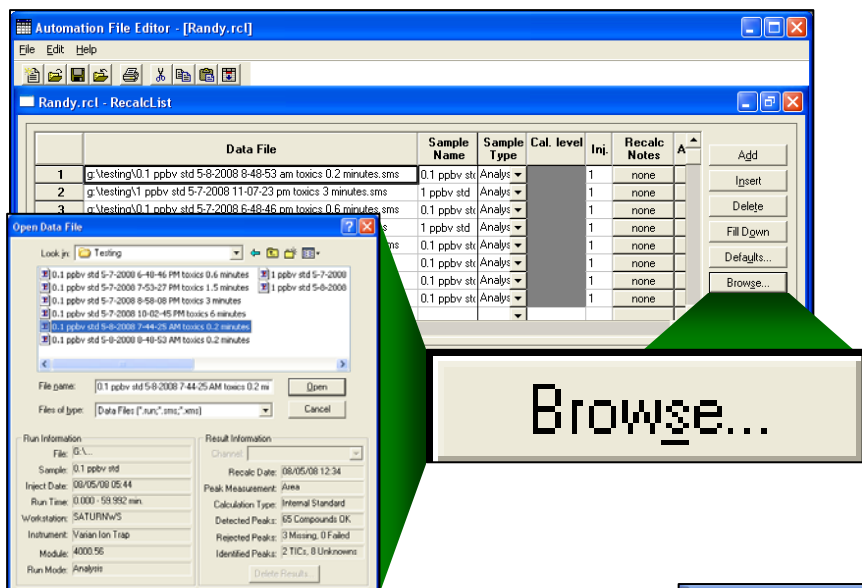 Automation File Editor - [Randy.rcl]
File Edit Help
Randy.rcl - RecalcList
Data File Sample Name Sample Type Cal. level Inj. Recalc Notes A
1 g:\testing\0.1 ppbv std 5-8-2008 8-48-53 am toxics 0.2 minutes.sms 0.1 ppbv std Analys 1 none
2 g:\testing\1 ppbv std 5-7-2008 11-07-23 pm toxics 3 minutes.sms 1 ppbv std Analys 1 none
3 g:\testing\0.1 ppbv std 5-7-2008 6-48-46 pm toxics 0.6 minutes.sms 0.1 ppbv std Analys 1 none
s 1 ppbv std Analys 1 none
ms 0.1 ppbv std Analys 1 none
0.1 ppbv std Analys 1 none
0.1 ppbv std Analys 1 none
0.1 ppbv std Analys 1 none
Add
Insert
Delete
Fill Down
Defaults...
Browse...
Open Data File
Look in: Testing
0.1 ppbv std 5-7-2008 6-48-46 PM toxics 0.6 minutes 1 ppbv std 5-7-2008
0.1 ppbv std 5-7-2008 7-53-27 PM toxics 1.5 minutes 1 ppbv std 5-8-2008
0.1 ppbv std 5-7-2008 8-58-08 PM toxics 3 minutes
0.1 ppbv std 5-7-2008 10-02-45 PM toxics 6 minutes
0.1 ppbv std 5-8-2008 7-44-25 AM toxics 0.2 minutes
0.1 ppbv std 5-8-2008 8-48-53 AM toxics 0.2 minutes
File name: 0.1 ppbv std 5-8-2008 7-44-25 AM toxics 0.2 mi Open
Files of type: Data Files (*.run;*.sms;*.xms) Cancel
Run Information Result Information
File: G:\... Channel:
Sample: 0.1 ppbv std Recalc Date: 08/05/08 12:34
Inject Date: 08/05/08 05:44 Peak Measurement: Area
Run Time: 0.000 - 59.992 min. Calculation Type: Internal Standard
Workstation: SATURNWS Detected Peaks: 65 Compounds OK
Instrument: Varian Ion Trap Rejected Peaks: 3 Missing, 0 Failed
Module: 4000.56 Identified Peaks: 2 TICs, 8 Unknowns
Run Mode: Analysis Delete Results...
Browse...